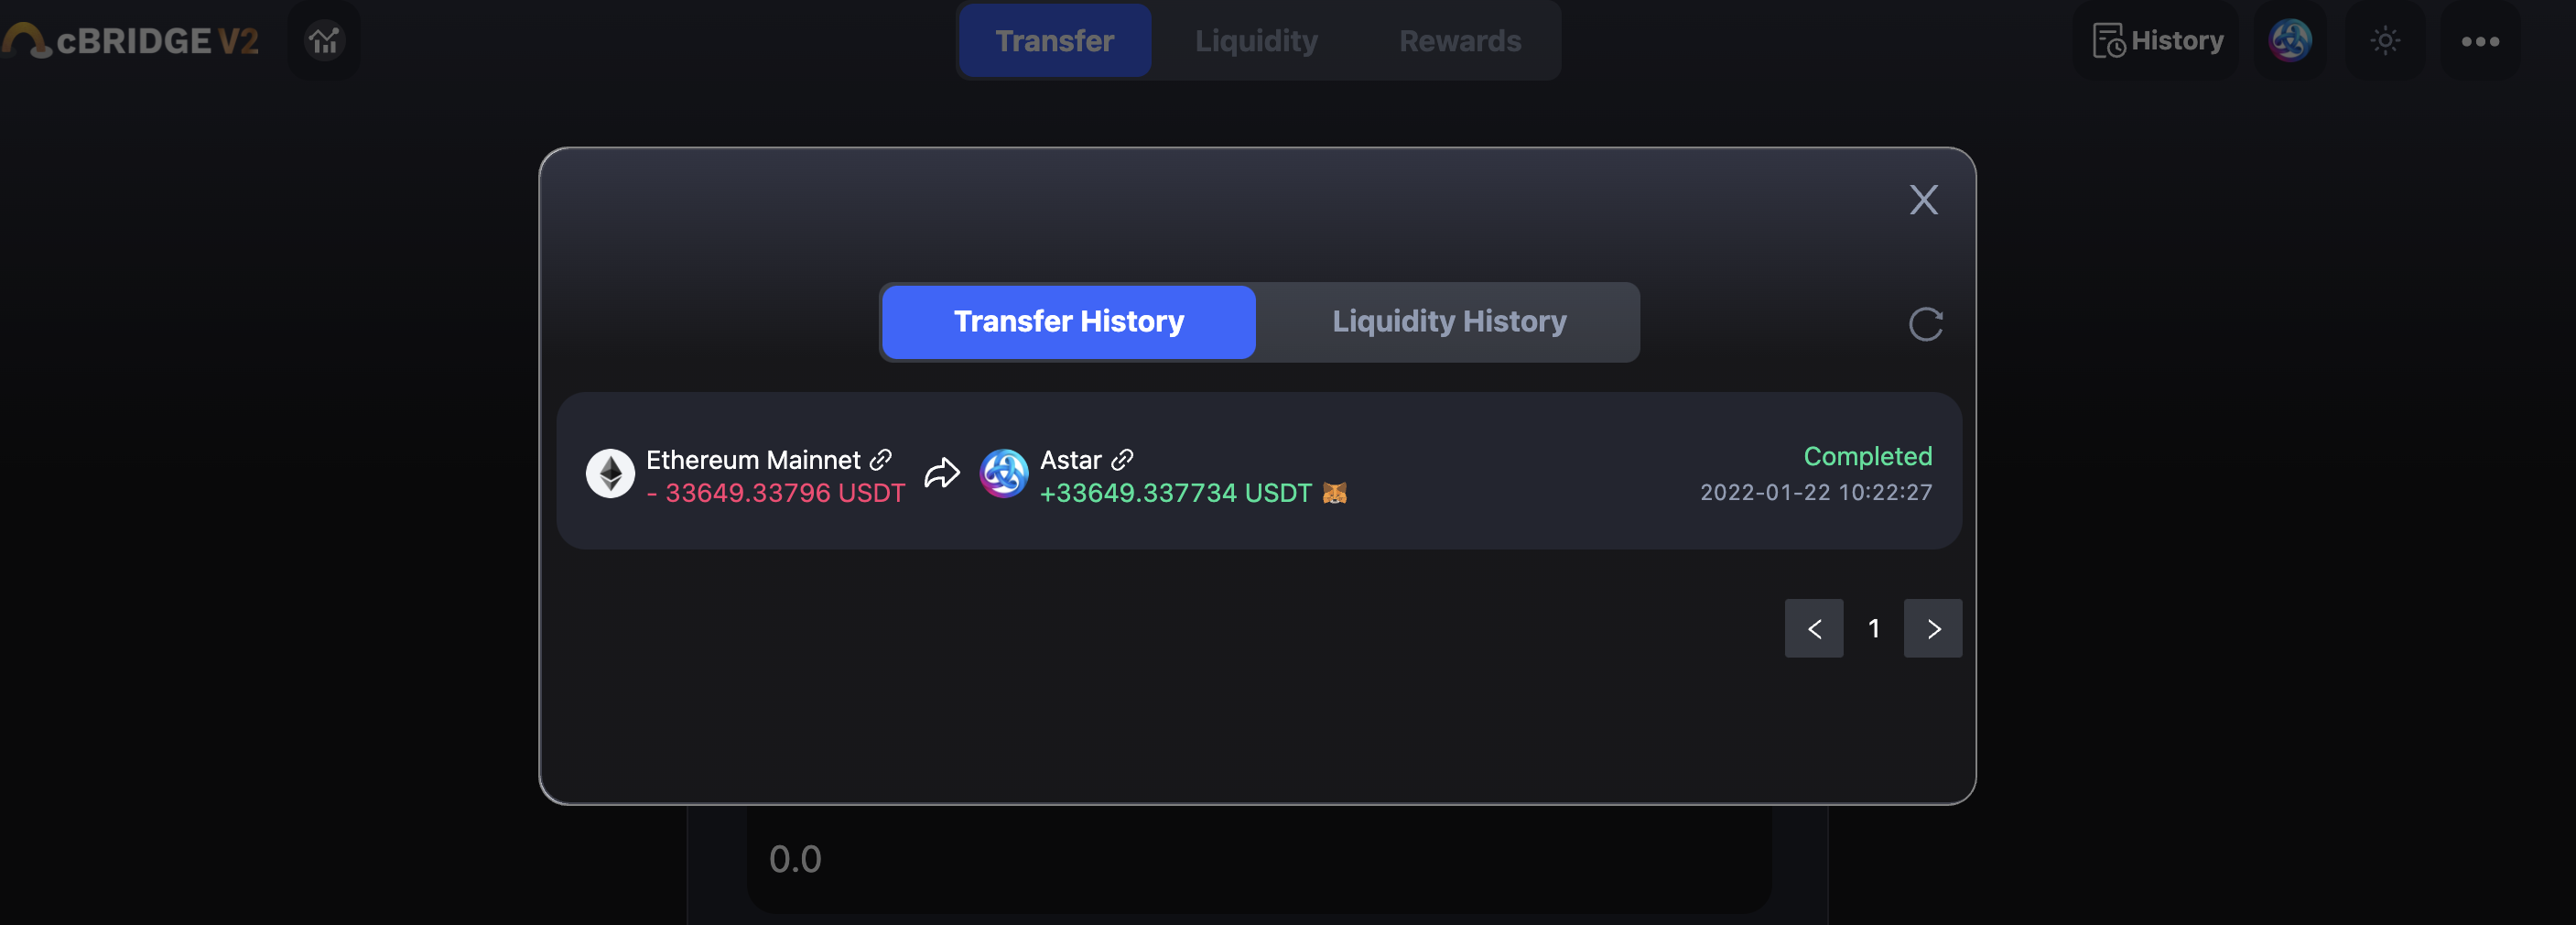 cBRIDGE V2
Transfer
Liquidity
Rewards
History
Transfer History
Liquidity History
Ethereum Mainnet
- 33649.33796 USDT
Astar
+33649.337734 USDT
Completed
2022-01-22 10:22:27
1
0.0